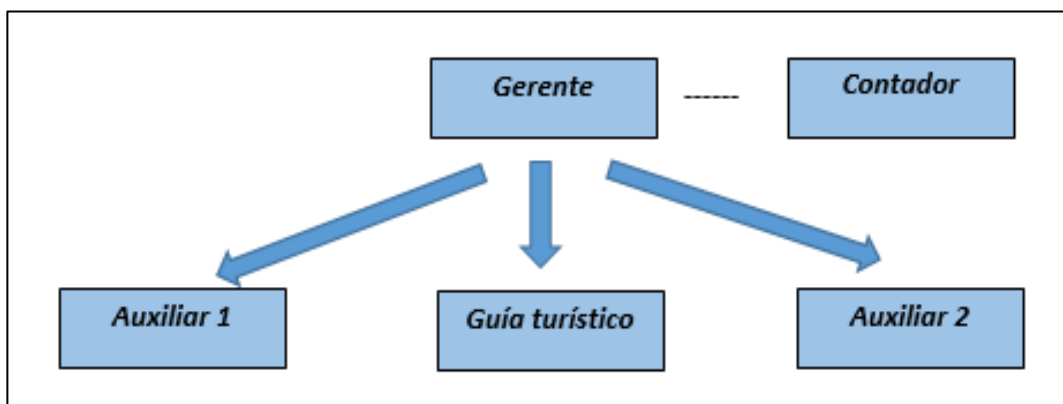 Gerente
Contador
Auxiliar 1
Guía turístico
Auxiliar 2